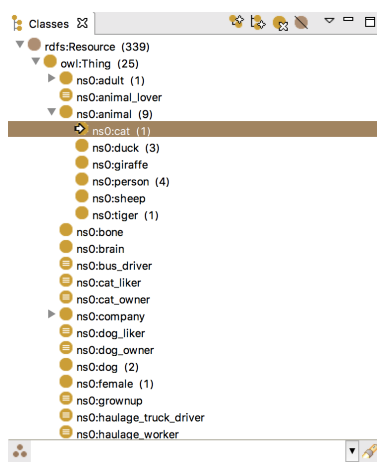 Classes
rdfs:Resource (339)
owl:Thing (25)
ns0:adult (1)
ns0:animal_lover
ns0:animal (9)
ns0:cat (1)
ns0:duck (3)
ns0:giraffe
ns0:person (4)
ns0:sheep
ns0:tiger (1)
ns0:bone
ns0:brain
ns0:bus_driver
ns0:cat_liker
ns0:cat_owner
ns0:company
ns0:dog_liker
ns0:dog_owner
ns0:dog (2)
ns0:female (1)
ns0:grownup
ns0:haulage_truck_driver
ns0:haulage_worker